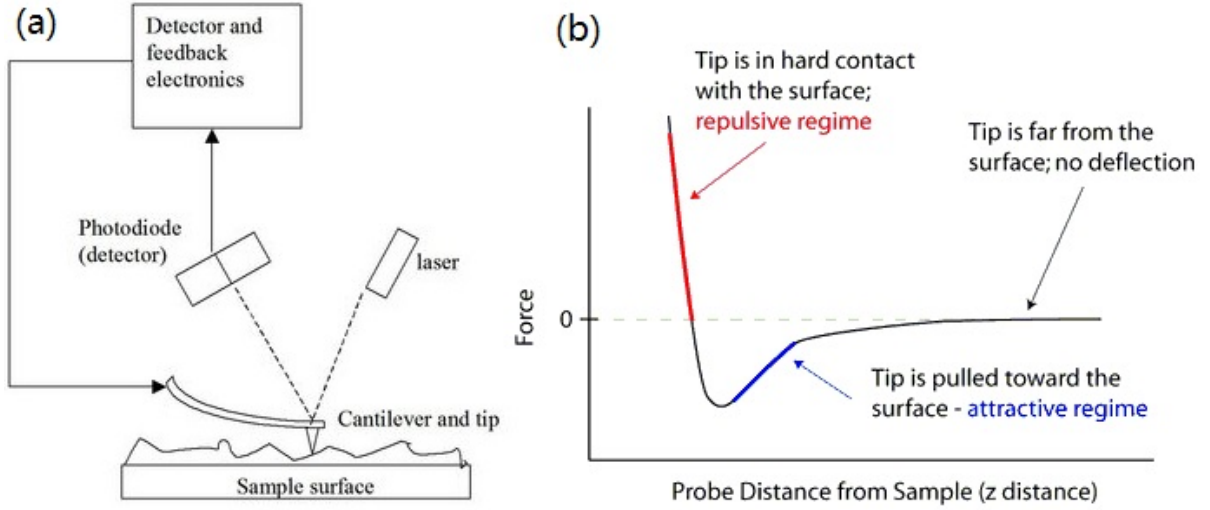 (a)
Detector and
feedback
electronics
Photodiode
(detector)
laser
Cantilever and tip
Sample surface
(b)
Tip is in hard contact
with the surface;
repulsive regime
Tip is far from the
surface; no deflection
Force
0
Tip is pulled toward the
surface - attractive regime
Probe Distance from Sample (z distance)